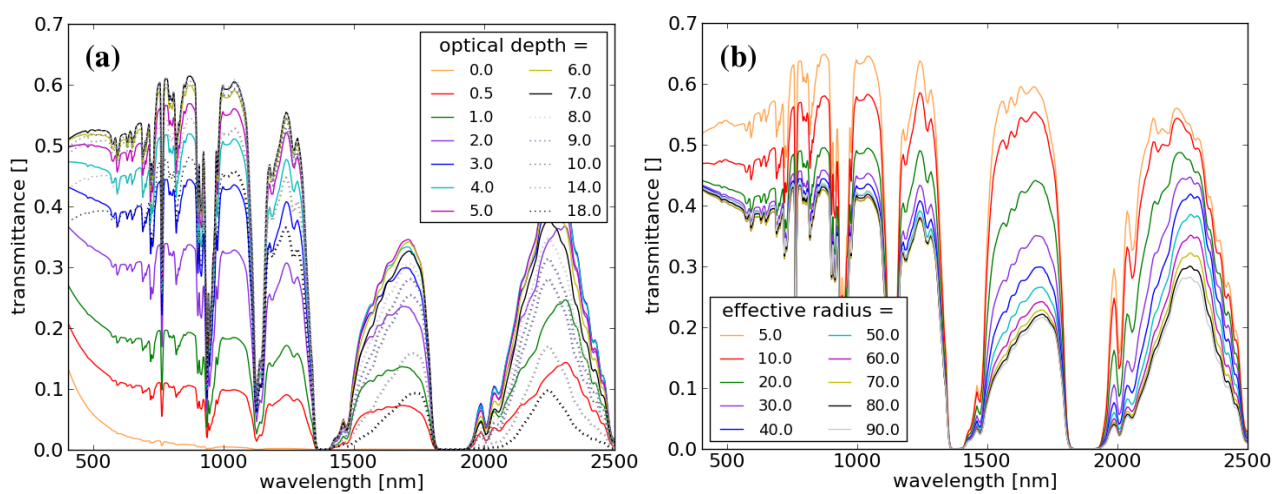 (a)
transmittance []
0.7
0.6
0.5
0.4
0.3
0.2
0.1
0.0
optical depth =
0.0 6.0
0.5 7.0
1.0 8.0
2.0 9.0
3.0 10.0
4.0 14.0
5.0 18.0
500 1000 1500 2000 2500
wavelength [nm]
(b)
transmittance []
0.7
0.6
0.5
0.4
0.3
0.2
0.1
0.0
effective radius =
5.0 50.0
10.0 60.0
20.0 70.0
30.0 80.0
40.0 90.0
500 1000 1500 2000 2500
wavelength [nm]